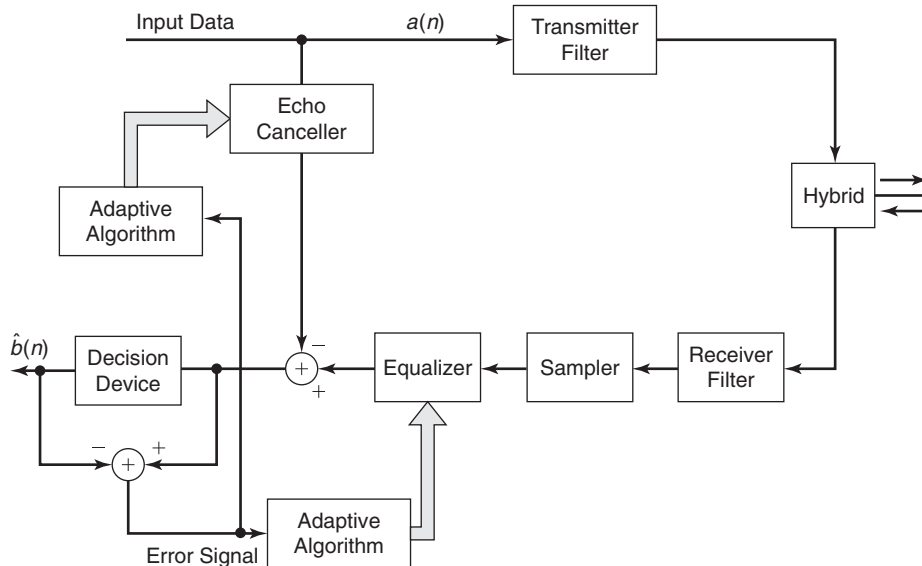 Input Data
a(n)
Transmitter
Filter
Echo
Canceller
Adaptive
Algorithm
Hybrid
b̂(n)
Decision
Device
−
+
+
Equalizer
Sampler
Receiver
Filter
−
+
+
Error Signal
Adaptive
Algorithm